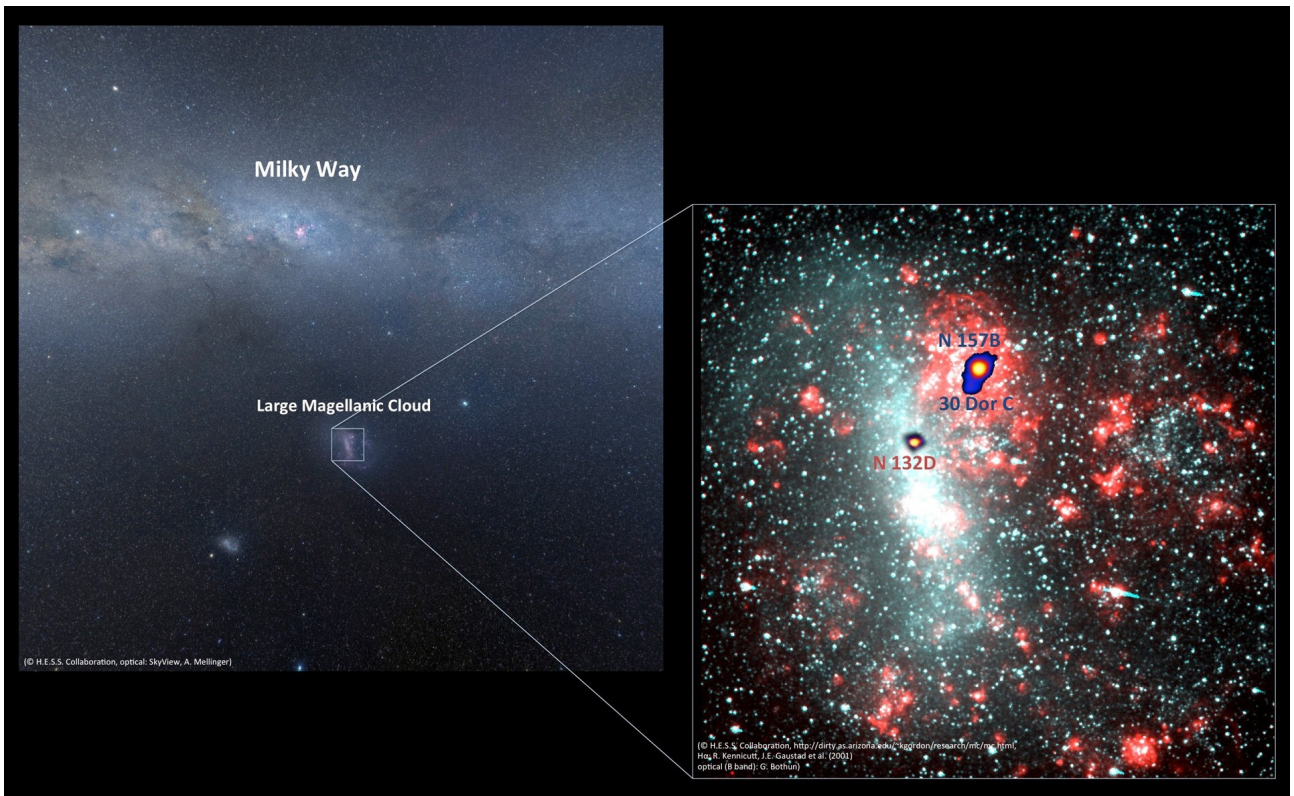 Milky Way
Large Magellanic Cloud
(© H.E.S.S. Collaboration, optical: SkyView, A. Mellinger)
N 157B
30 Dor C
N 132D
(© H.E.S.S. Collaboration, http://dirty.as.arizona.edu/~kgordon/research/mc/mc.html,
Hα: R. Kennicutt, J.E. Gaustad et al. (2001)
optical (B band): G. Bothun)